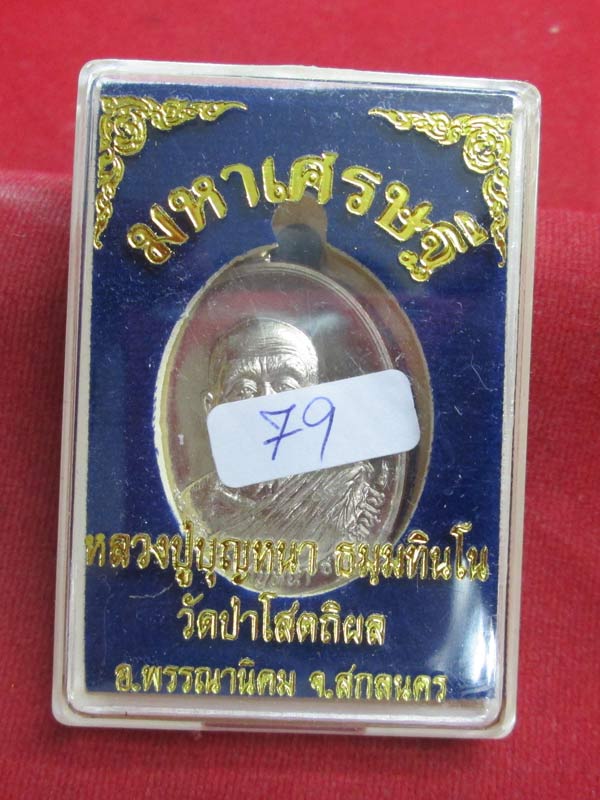 มหาเศรษฐี
79
หลวงปู่บุญหนา ธมฺมทินโน
วัดป่าโสตถิผล
อ.พรรณานิคม จ.สกลนคร